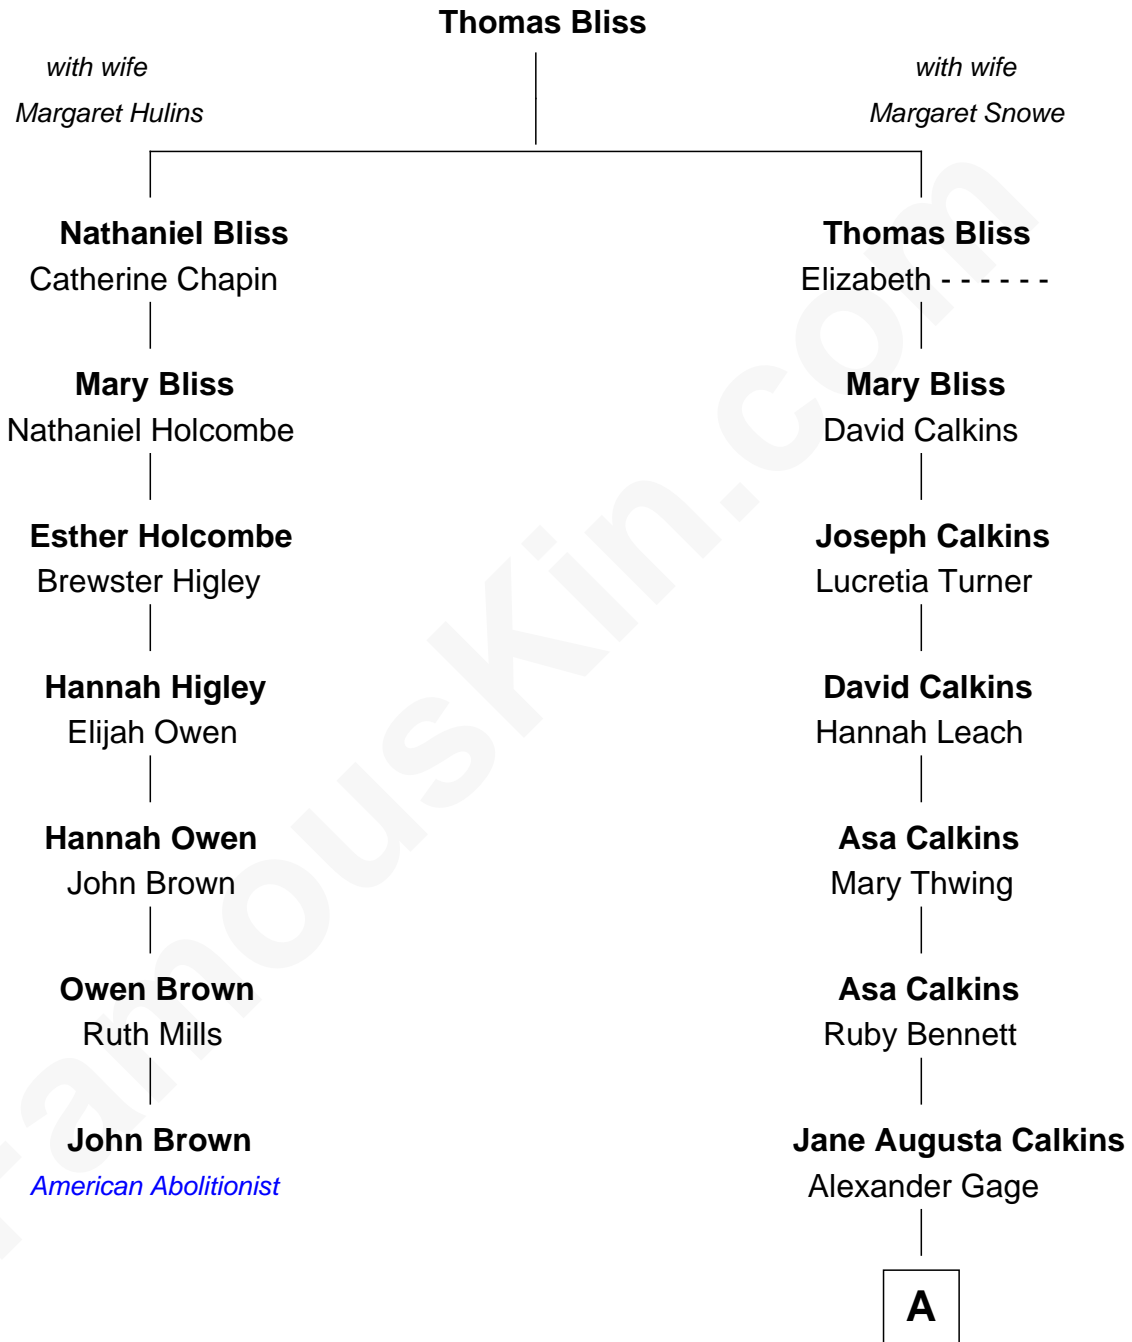 Thomas Bliss
with wife
Margaret Hulins
with wife
Margaret Snowe
Nathaniel Bliss
Catherine Chapin
Thomas Bliss
Elizabeth - - - - - -
Mary Bliss
Nathaniel Holcombe
Mary Bliss
David Calkins
Esther Holcombe
Brewster Higley
Joseph Calkins
Lucretia Turner
Hannah Higley
Elijah Owen
David Calkins
Hannah Leach
Hannah Owen
John Brown
Asa Calkins
Mary Thwing
Owen Brown
Ruth Mills
Asa Calkins
Ruby Bennett
John Brown
American Abolitionist
Jane Augusta Calkins
Alexander Gage
A
FamousKin.com